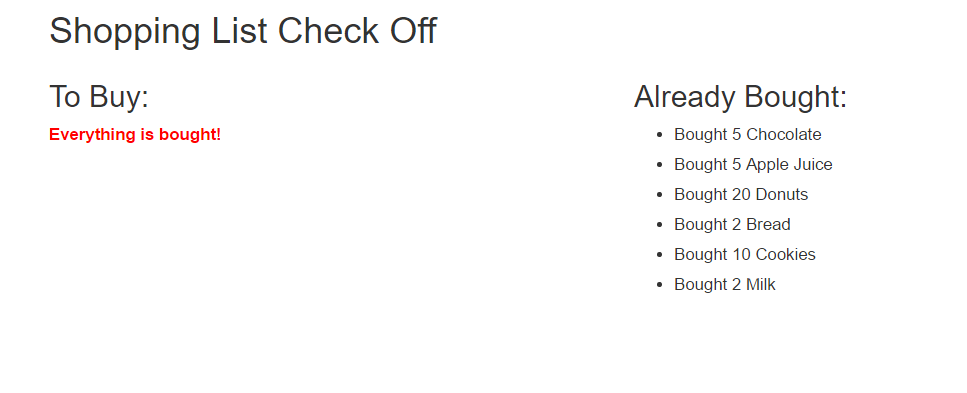 Shopping List Check Off
To Buy:
Everything is bought!
Already Bought:
Bought 5 Chocolate
Bought 5 Apple Juice
Bought 20 Donuts
Bought 2 Bread
Bought 10 Cookies
Bought 2 Milk